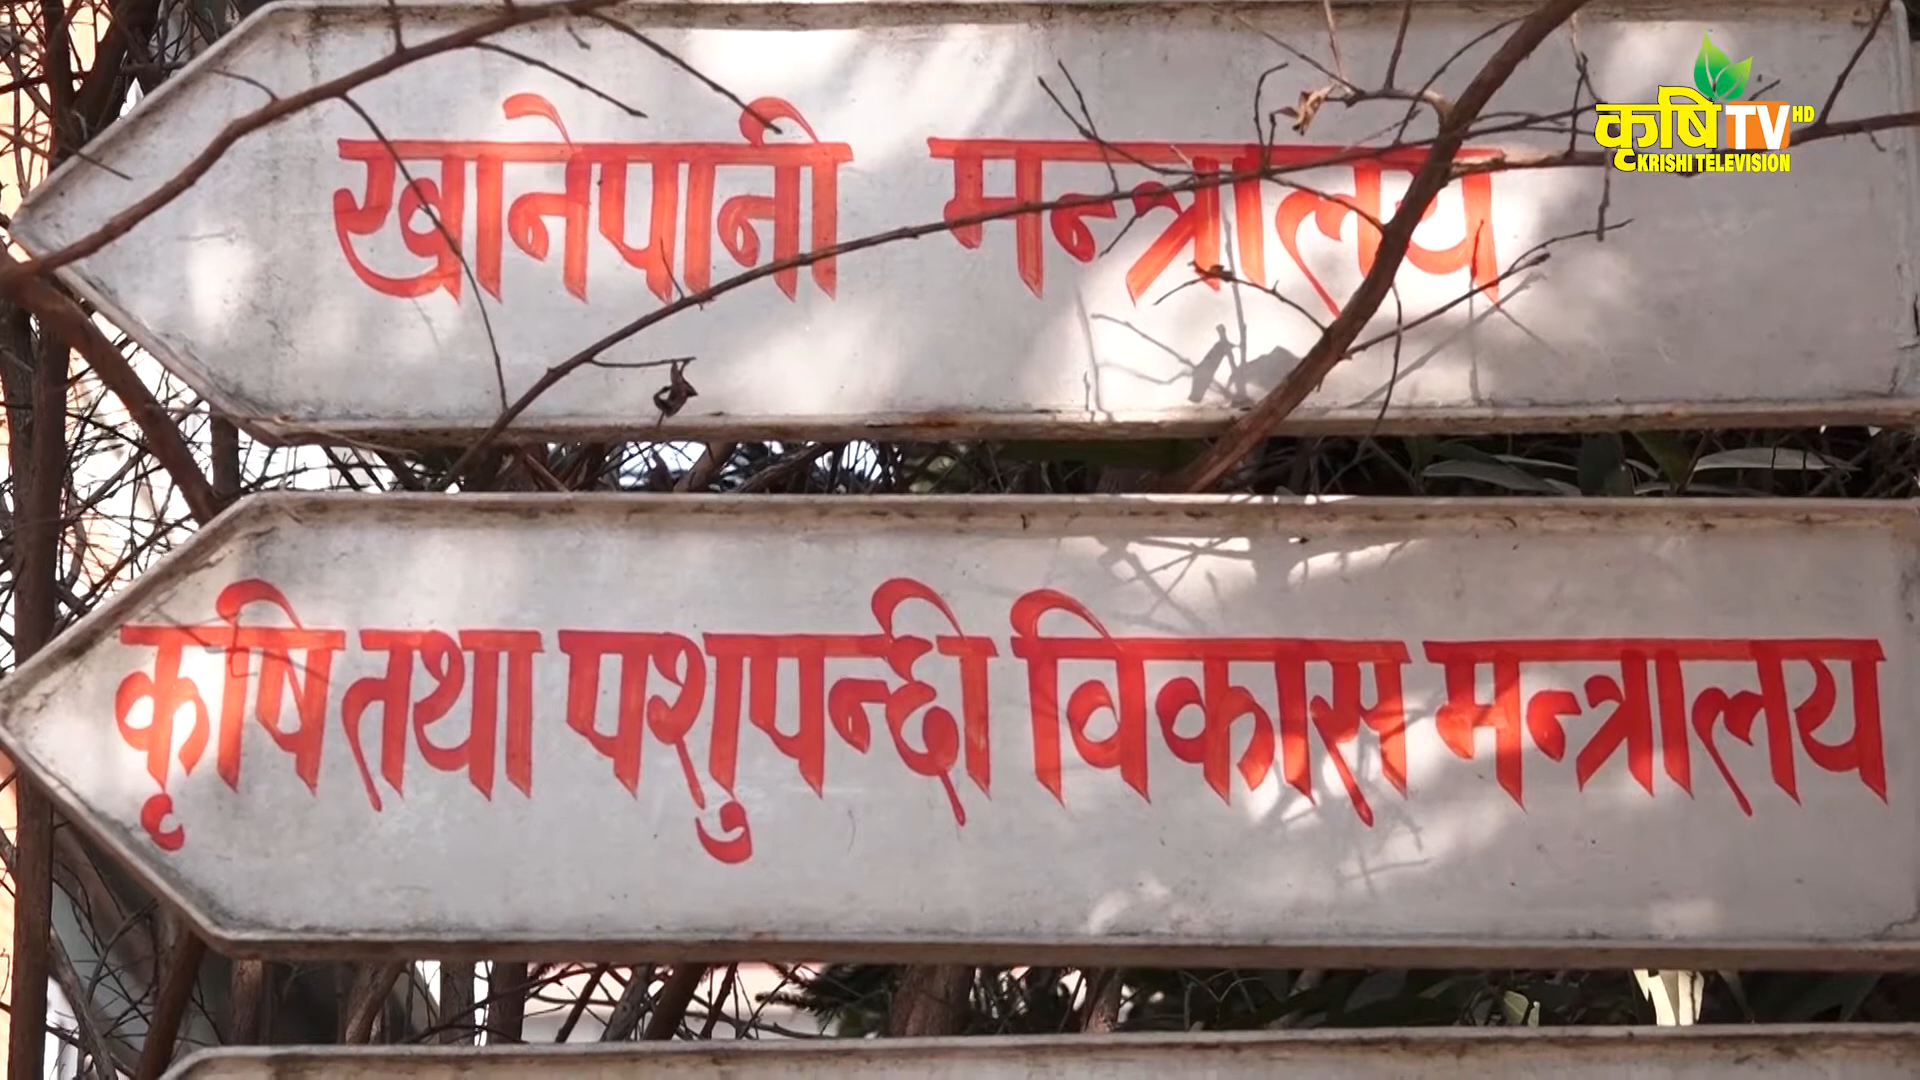 खानेपानी मन्त्रालय
कृषि TV HD
KRISHI TELEVISION
कृषि तथा पशुपन्छी विकास मन्त्रालय